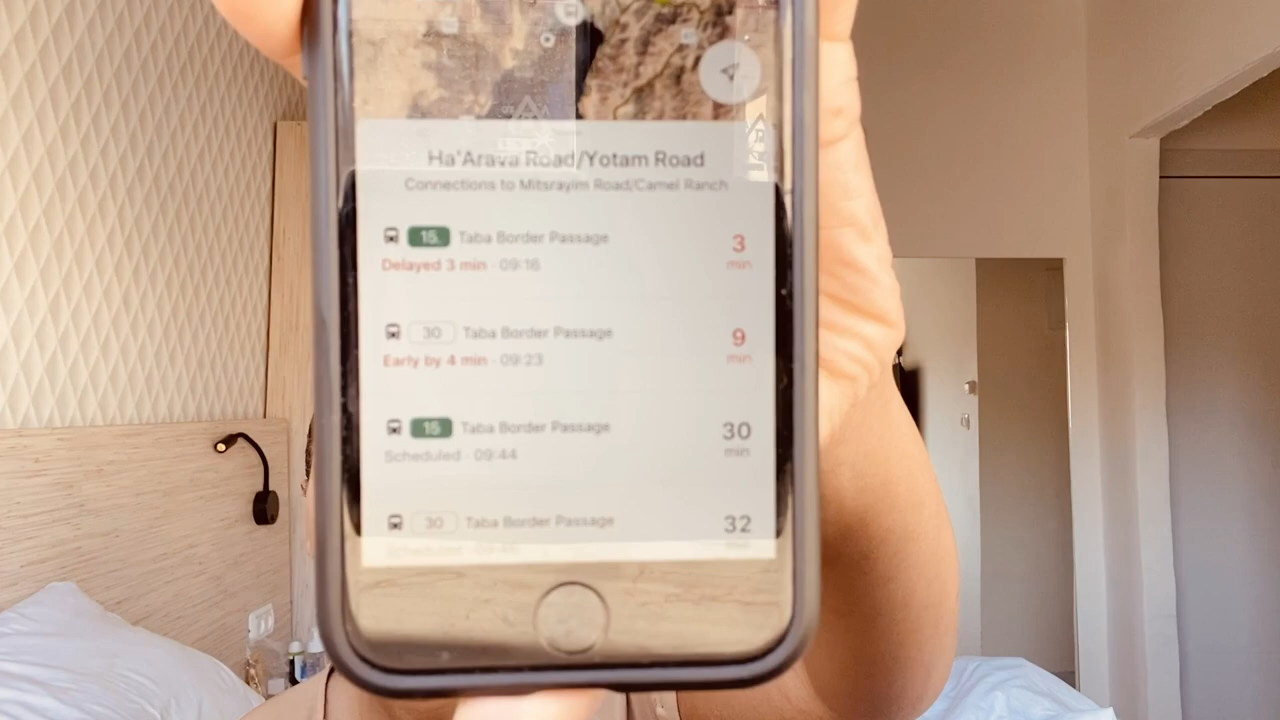 Ha'Arava Road/Yotam Road
Connections to Mitsrayim Road/Camel Ranch
15 Taba Border Passage 3 min
Delayed 3 min · 09:16
30 Taba Border Passage 9 min
Early by 4 min · 09:23
15 Taba Border Passage 30 min
Scheduled · 09:44
30 Taba Border Passage 32
Scheduled